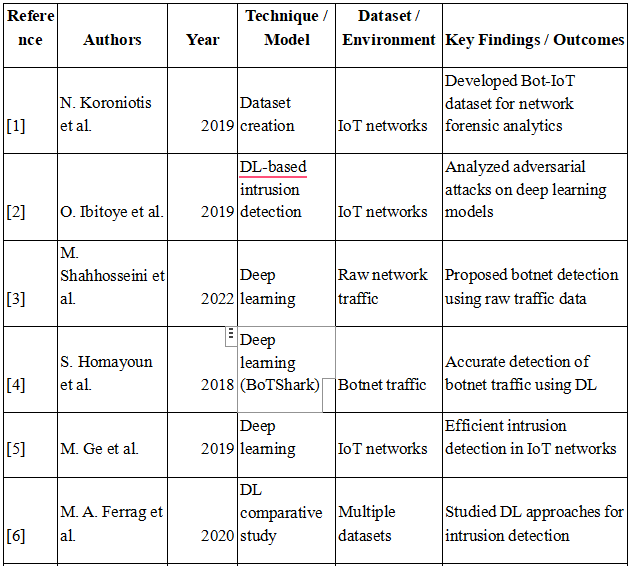 Refere
nce
Authors
Year
Technique /
Model
Dataset /
Environment
Key Findings / Outcomes
[1]
N. Koroniotis
et al.
2019
Dataset
creation
IoT networks
Developed Bot-IoT
dataset for network
forensic analytics
[2]
O. Ibitoye et al.
2019
DL-based
intrusion
detection
IoT networks
Analyzed adversarial
attacks on deep learning
models
[3]
M.
Shahhosseini et
al.
2022
Deep
learning
Raw network
traffic
Proposed botnet detection
using raw traffic data
[4]
S. Homayoun
et al.
2018
Deep
learning
(BoTShark)
Botnet traffic
Accurate detection of
botnet traffic using DL
[5]
M. Ge et al.
2019
Deep
learning
IoT networks
Efficient intrusion
detection in IoT networks
[6]
M. A. Ferrag et
al.
2020
DL
comparative
study
Multiple
datasets
Studied DL approaches for
intrusion detection